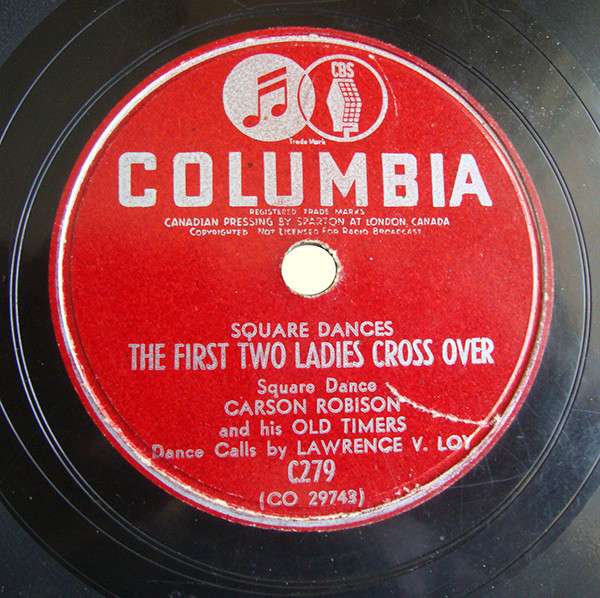 CBS
Trade Mark
COLUMBIA
REGISTERED TRADE MARKS
CANADIAN PRESSING BY SPARTON AT LONDON, CANADA
COPYRIGHTED NOT LICENSED FOR RADIO BROADCAST
SQUARE DANCES
THE FIRST TWO LADIES CROSS OVER
Square Dance
CARSON ROBISON
and his OLD TIMERS
Dance Calls by LAWRENCE V. LOY
C279
(CO 29743)